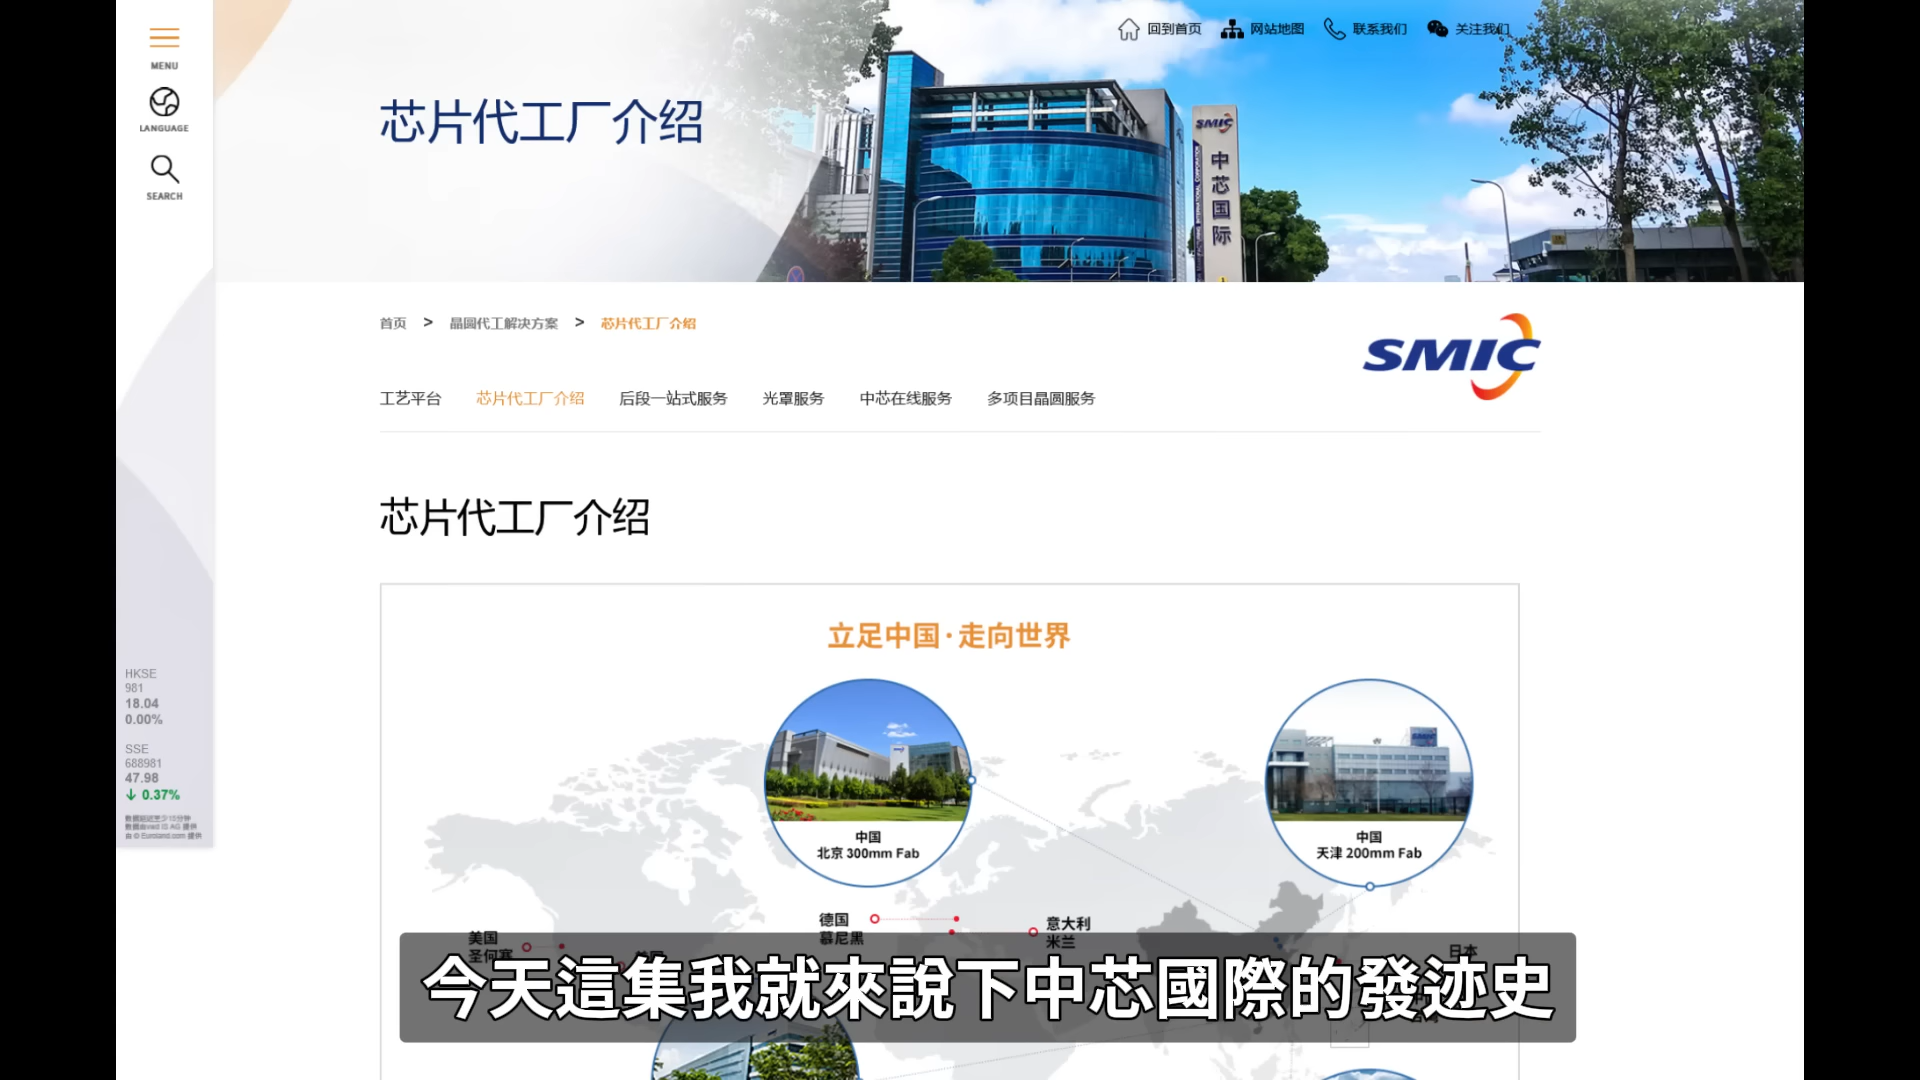 MENU
LANGUAGE
SEARCH
回到首页
网站地图
联系我们
关注我们
芯片代工厂介绍
SMIC
中芯国际
首页 > 晶圆代工解决方案 > 芯片代工厂介绍
SMIC
工艺平台 芯片代工厂介绍 后段一站式服务 光罩服务 中芯在线服务 多项目晶圆服务
芯片代工厂介绍
立足中国·走向世界
中国
北京 300mm Fab
中国
天津 200mm Fab
德国
慕尼黑
意大利
米兰
美国
圣何塞
日本
HKSE
981
18.04
0.00%
SSE
688981
47.98
↓ 0.37%
今天這集我就來說下中芯國際的發迹史